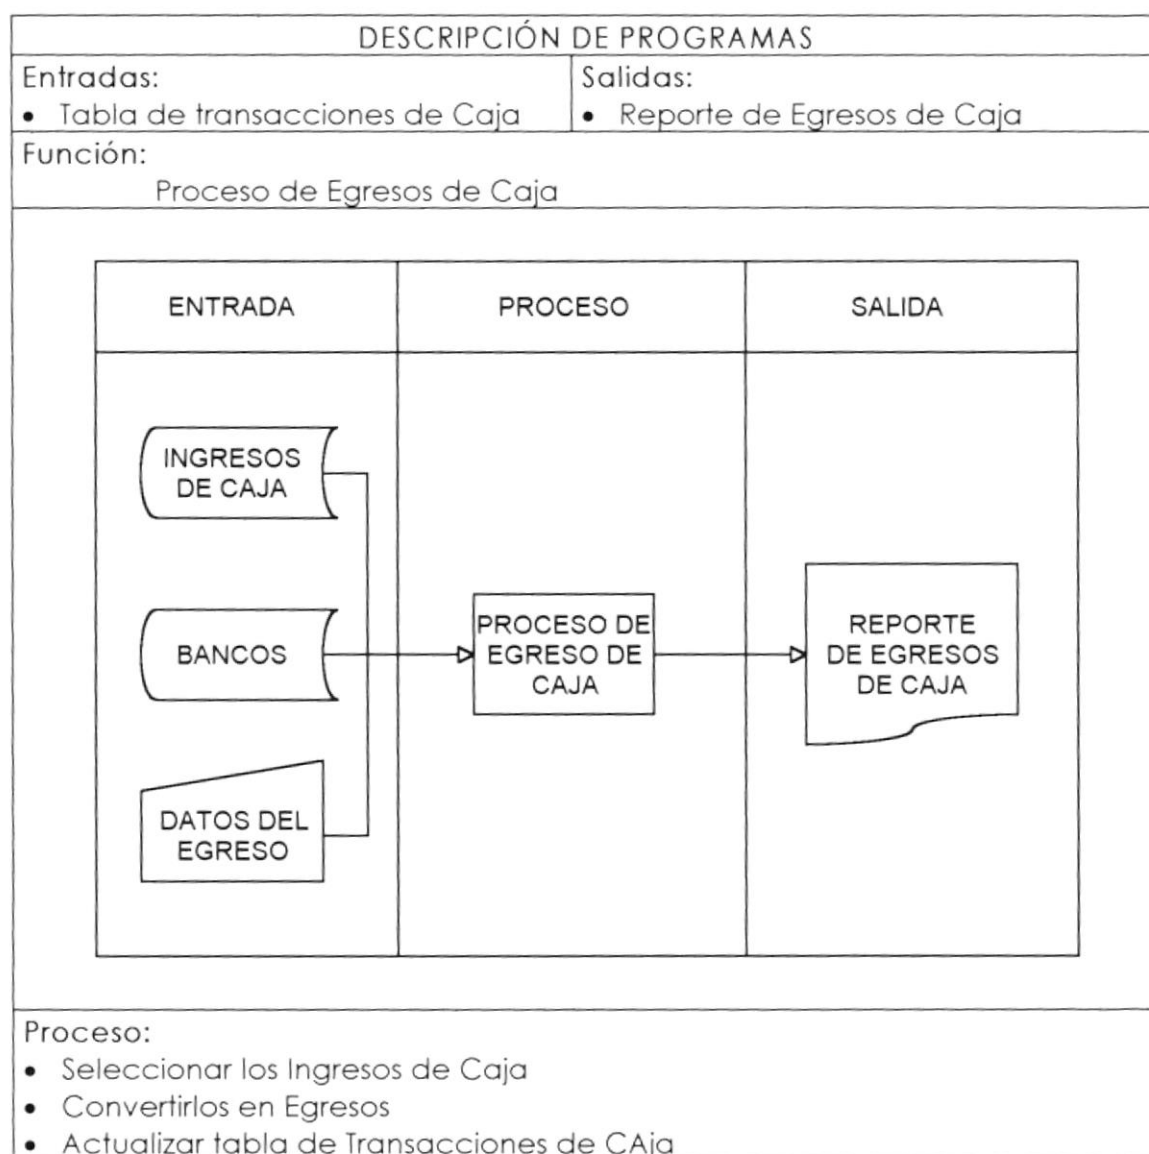 DESCRIPCIÓN DE PROGRAMAS
Entradas:
• Tabla de transacciones de Caja
Salidas:
• Reporte de Egresos de Caja
Función:
Proceso de Egresos de Caja
ENTRADA
PROCESO
SALIDA
INGRESOS
DE CAJA
BANCOS
DATOS DEL
EGRESO
PROCESO DE
EGRESO DE
CAJA
REPORTE
DE EGRESOS
DE CAJA
Proceso:
• Seleccionar los Ingresos de Caja
• Convertirlos en Egresos
• Actualizar tabla de Transacciones de CAja